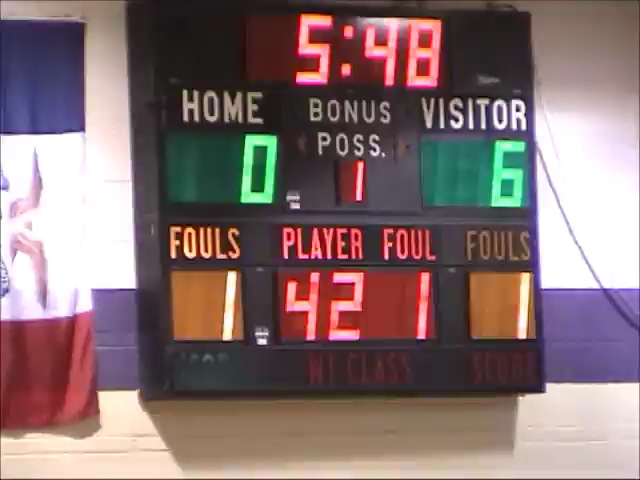 5:48
HOME BONUS VISITOR
POSS.
0 1 6
FOULS PLAYER FOUL FOULS
1 42 1 1
WT CLASS SCORE